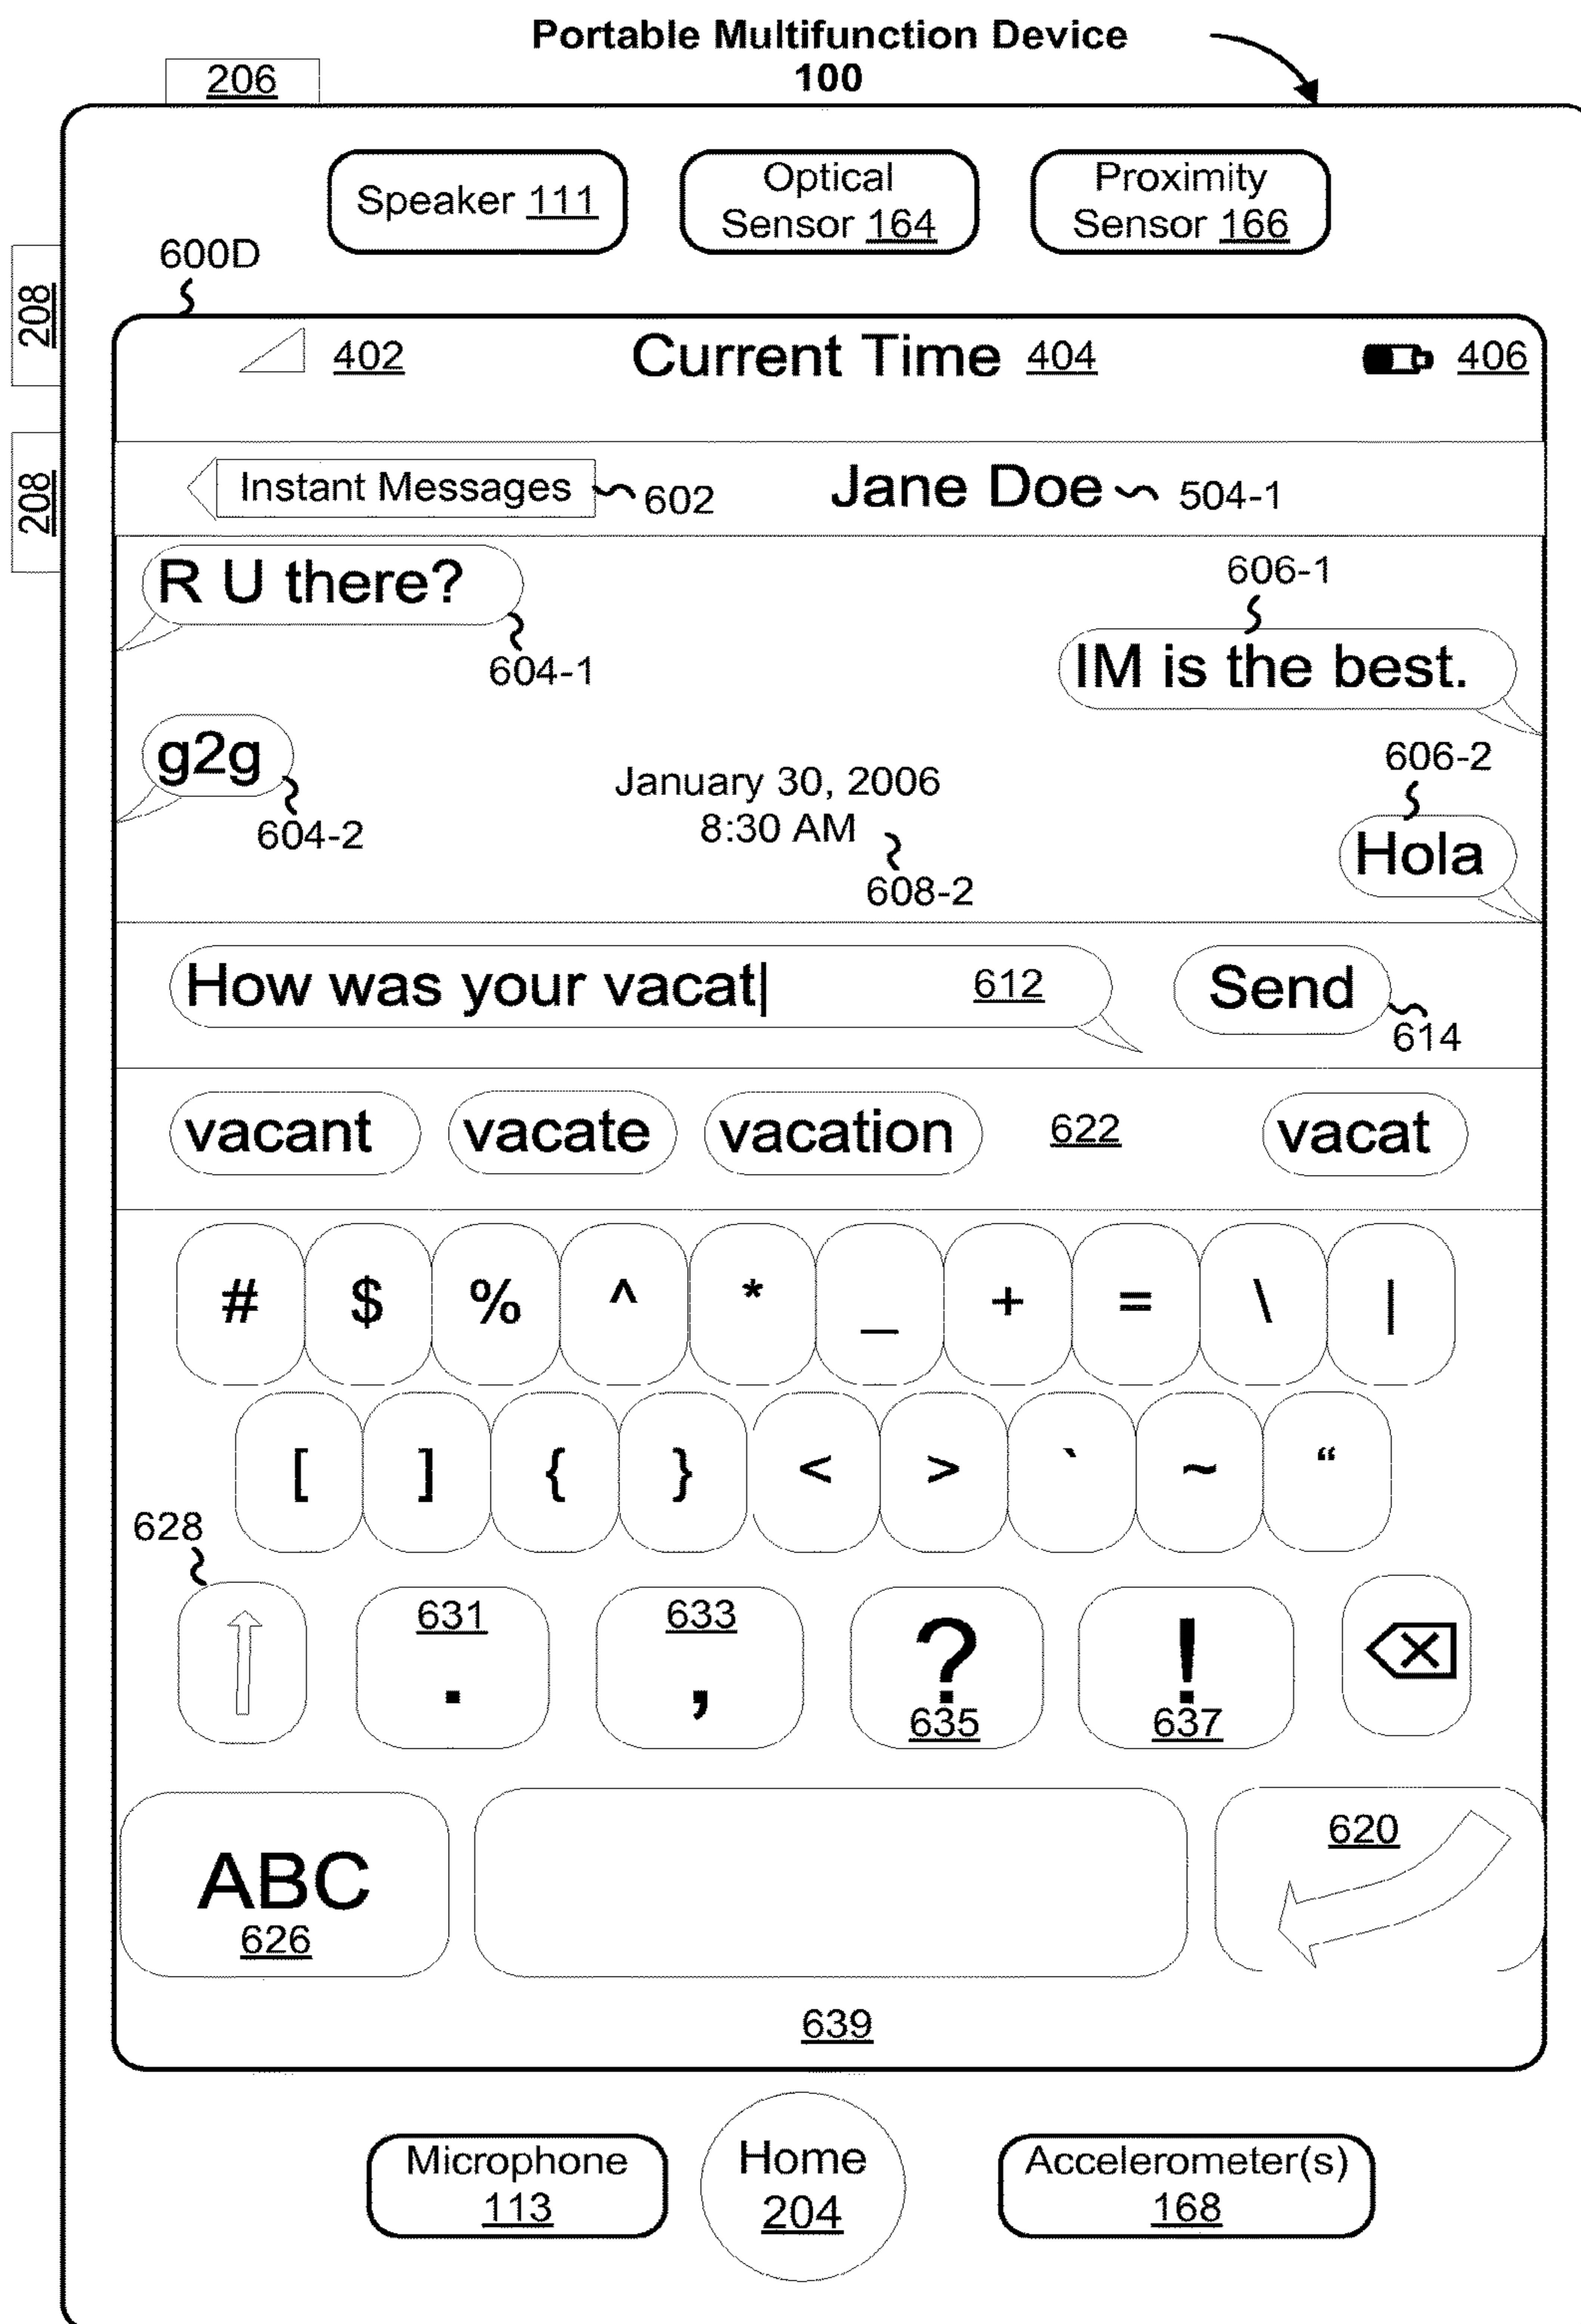 Portable Multifunction Device
100
206
Speaker 111
Optical
Sensor 164
Proximity
Sensor 166
600D
208
208
402
Current Time 404
406
Instant Messages
602
Jane Doe
504-1
R U there?
604-1
606-1
IM is the best.
g2g
604-2
January 30, 2006
8:30 AM
608-2
606-2
Hola
How was your vacat|
612
Send
614
vacant
vacate
vacation
622
vacat
# $ % ^ * _ + = \ |
[ ] { } < > ` ~ “
628
631
.
633
,
?
635
!
637
ABC
626
620
639
Microphone
113
Home
204
Accelerometer(s)
168